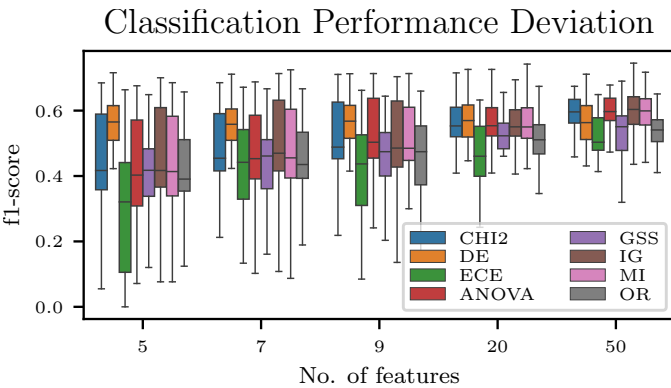 Classification Performance Deviation
f1-score
0.6
0.4
0.2
0.0
CHI2
DE
ECE
ANOVA
GSS
IG
MI
OR
5 7 9 20 50
No. of features